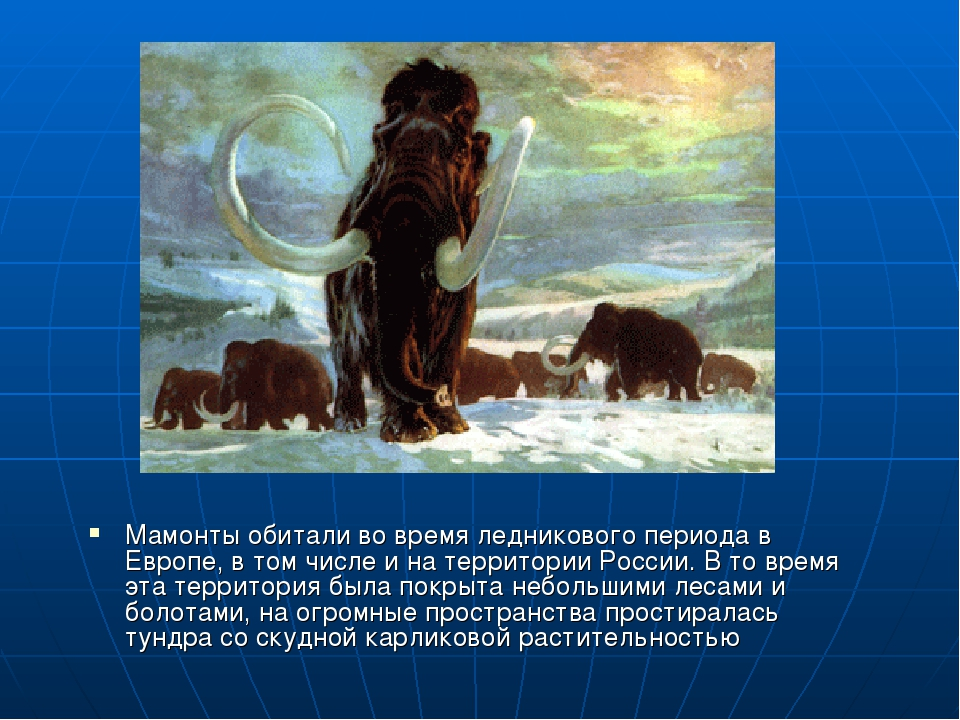 Мамонты обитали во время ледникового периода в
Европе, в том числе и на территории России. В то время
эта территория была покрыта небольшими лесами и
болотами, на огромные пространства простиралась
тундра со скудной карликовой растительностью